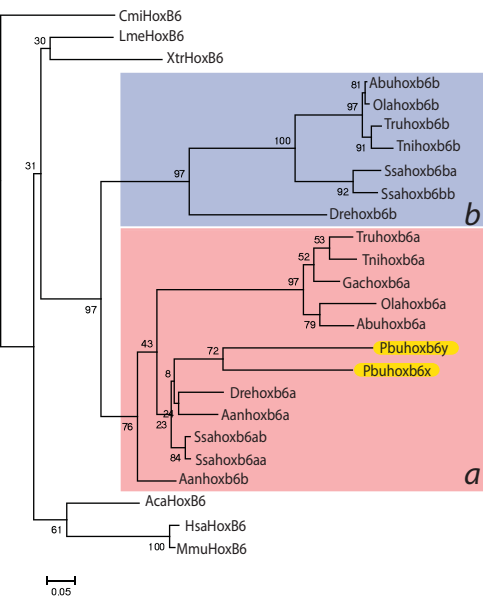 CmiHoxB6
LmeHoxB6
30
XtrHoxB6
81
Abuhoxb6b
97
Olahoxb6b
Truhoxb6b
91
Tnihoxb6b
100
31
97
Ssahoxb6ba
92
Ssahoxb6bb
Drehoxb6b
b
53
Truhoxb6a
52
Tnihoxb6a
97
Gachoxb6a
Olahoxb6a
97
79
Abuhoxb6a
43
72
Pbuhoxb6y
8
Pbuhoxb6x
Drehoxb6a
24
Aanhoxb6a
76
23
Ssahoxb6ab
84
Ssahoxb6aa
a
Aanhoxb6b
AcaHoxB6
61
HsaHoxB6
100
MmuHoxB6
0.05